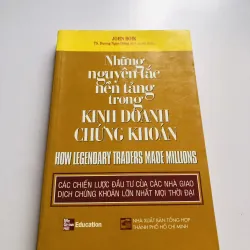 JOHN BOIK
Những
nguyên tắc
nền tảng
trong
KINH DOANH
CHỨNG KHOÁN
HOW LEGENDARY TRADERS MADE MILLIONS
CÁC CHIẾN LƯỢC ĐẦU TƯ CỦA CÁC NHÀ GIAO
DỊCH CHỨNG KHOÁN LỚN NHẤT MỌI THỜI ĐẠI
Education
NHÀ XUẤT BẢN TỔNG HỢP
THÀNH PHỐ HỒ CHÍ MINH